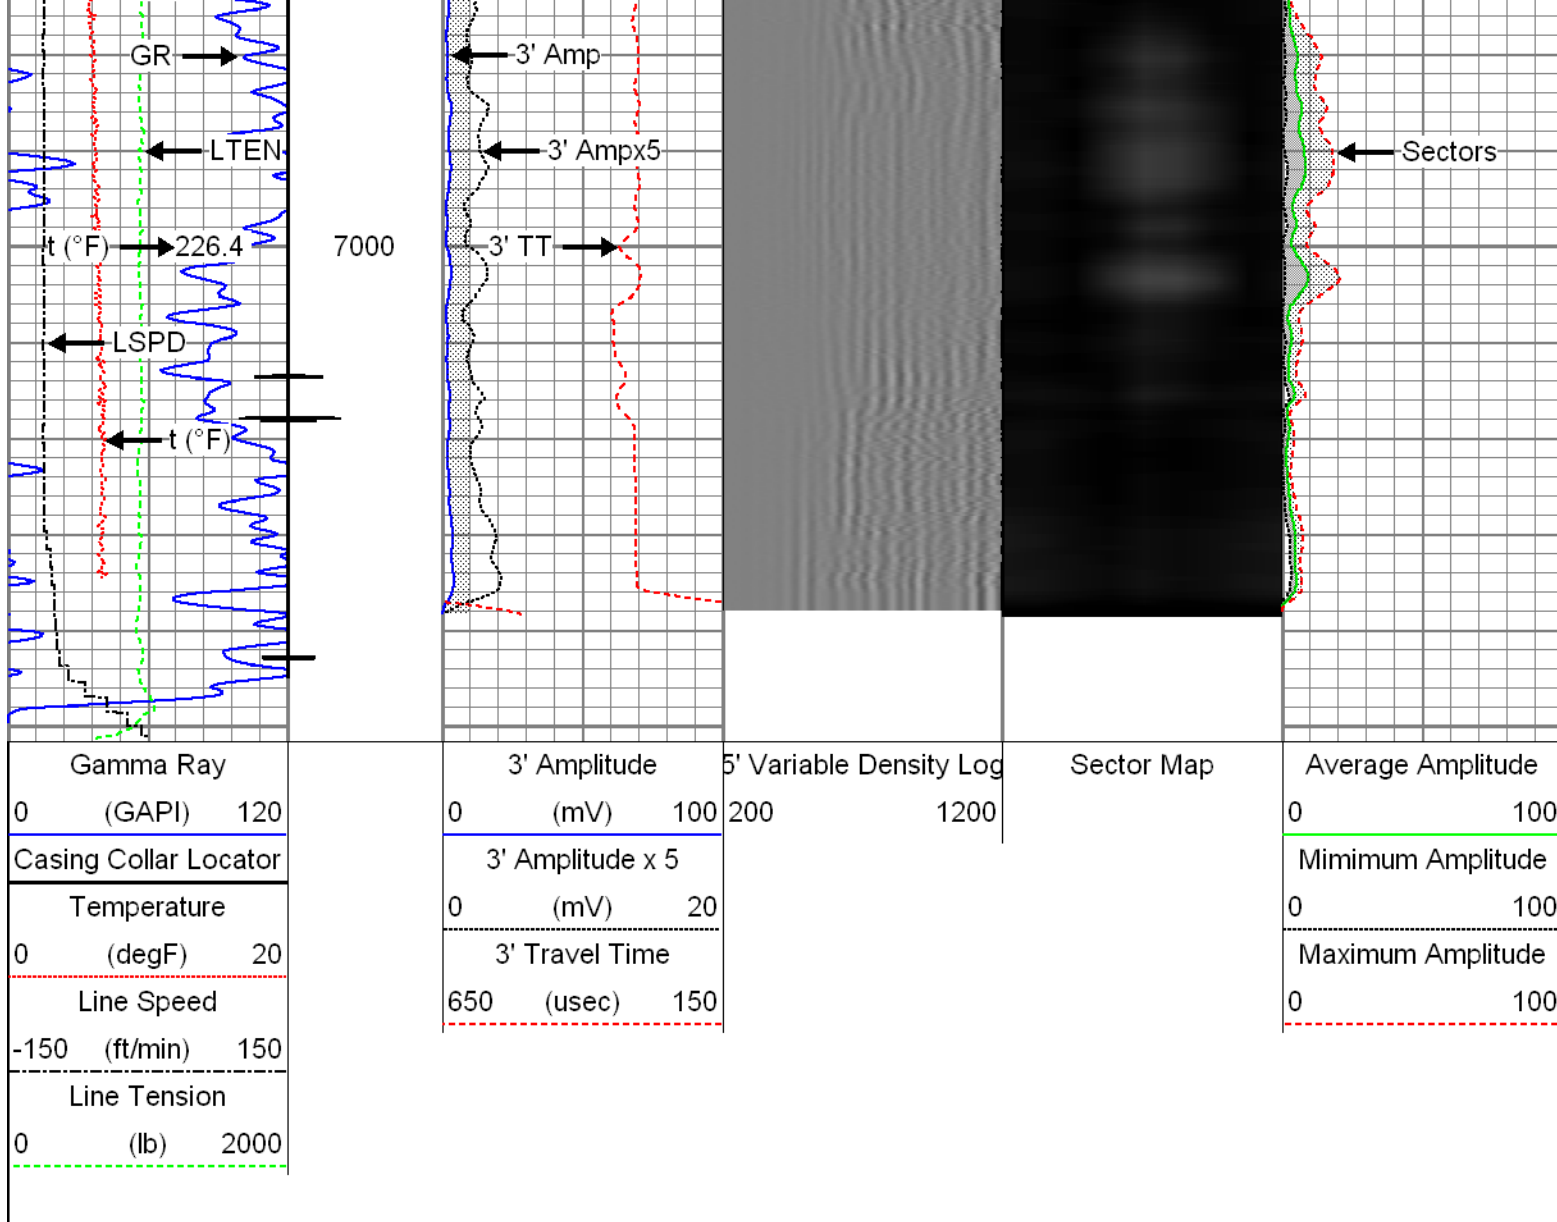 GR
3' Amp
LTEN
3' Ampx5
Sectors
t (°F)
226.4
7000
3' TT
LSPD
t (°F)
Gamma Ray
0 (GAPI) 120
Casing Collar Locator
Temperature
0 (degF) 20
Line Speed
-150 (ft/min) 150
Line Tension
0 (lb) 2000
3' Amplitude
0 (mV) 100
3' Amplitude x 5
0 (mV) 20
3' Travel Time
650 (usec) 150
5' Variable Density Log
200 1200
Sector Map
Average Amplitude
0 100
Mimimum Amplitude
0 100
Maximum Amplitude
0 100